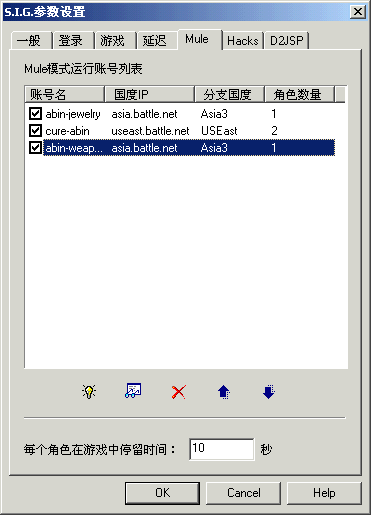 S.I.G.参数设置
一般 登录 游戏 延迟 Mule Hacks D2JSP
Mule模式运行账号列表
账号名 国度IP 分支国度 角色数量
abin-jewelry asia.battle.net Asia3 1
cure-abin useast.battle.net USEast 2
abin-weap... asia.battle.net Asia3 1
每个角色在游戏中停留时间： 10 秒
OK Cancel Help